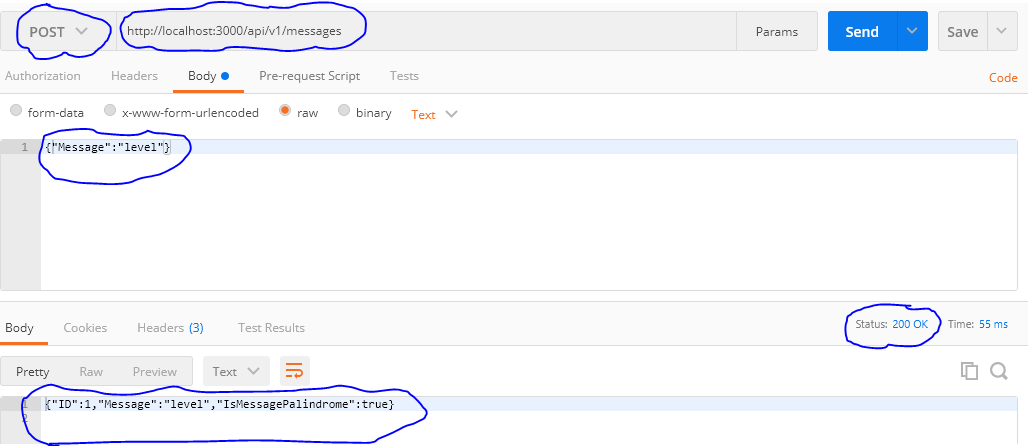 POST http://localhost:3000/api/v1/messages Params Send Save
Authorization Headers Body Pre-request Script Tests Code
form-data x-www-form-urlencoded raw binary Text
1 {"Message":"level"}
Body Cookies Headers (3) Test Results Status: 200 OK Time: 55 ms
Pretty Raw Preview Text
1 {"ID":1,"Message":"level","IsMessagePalindrome":true}
2